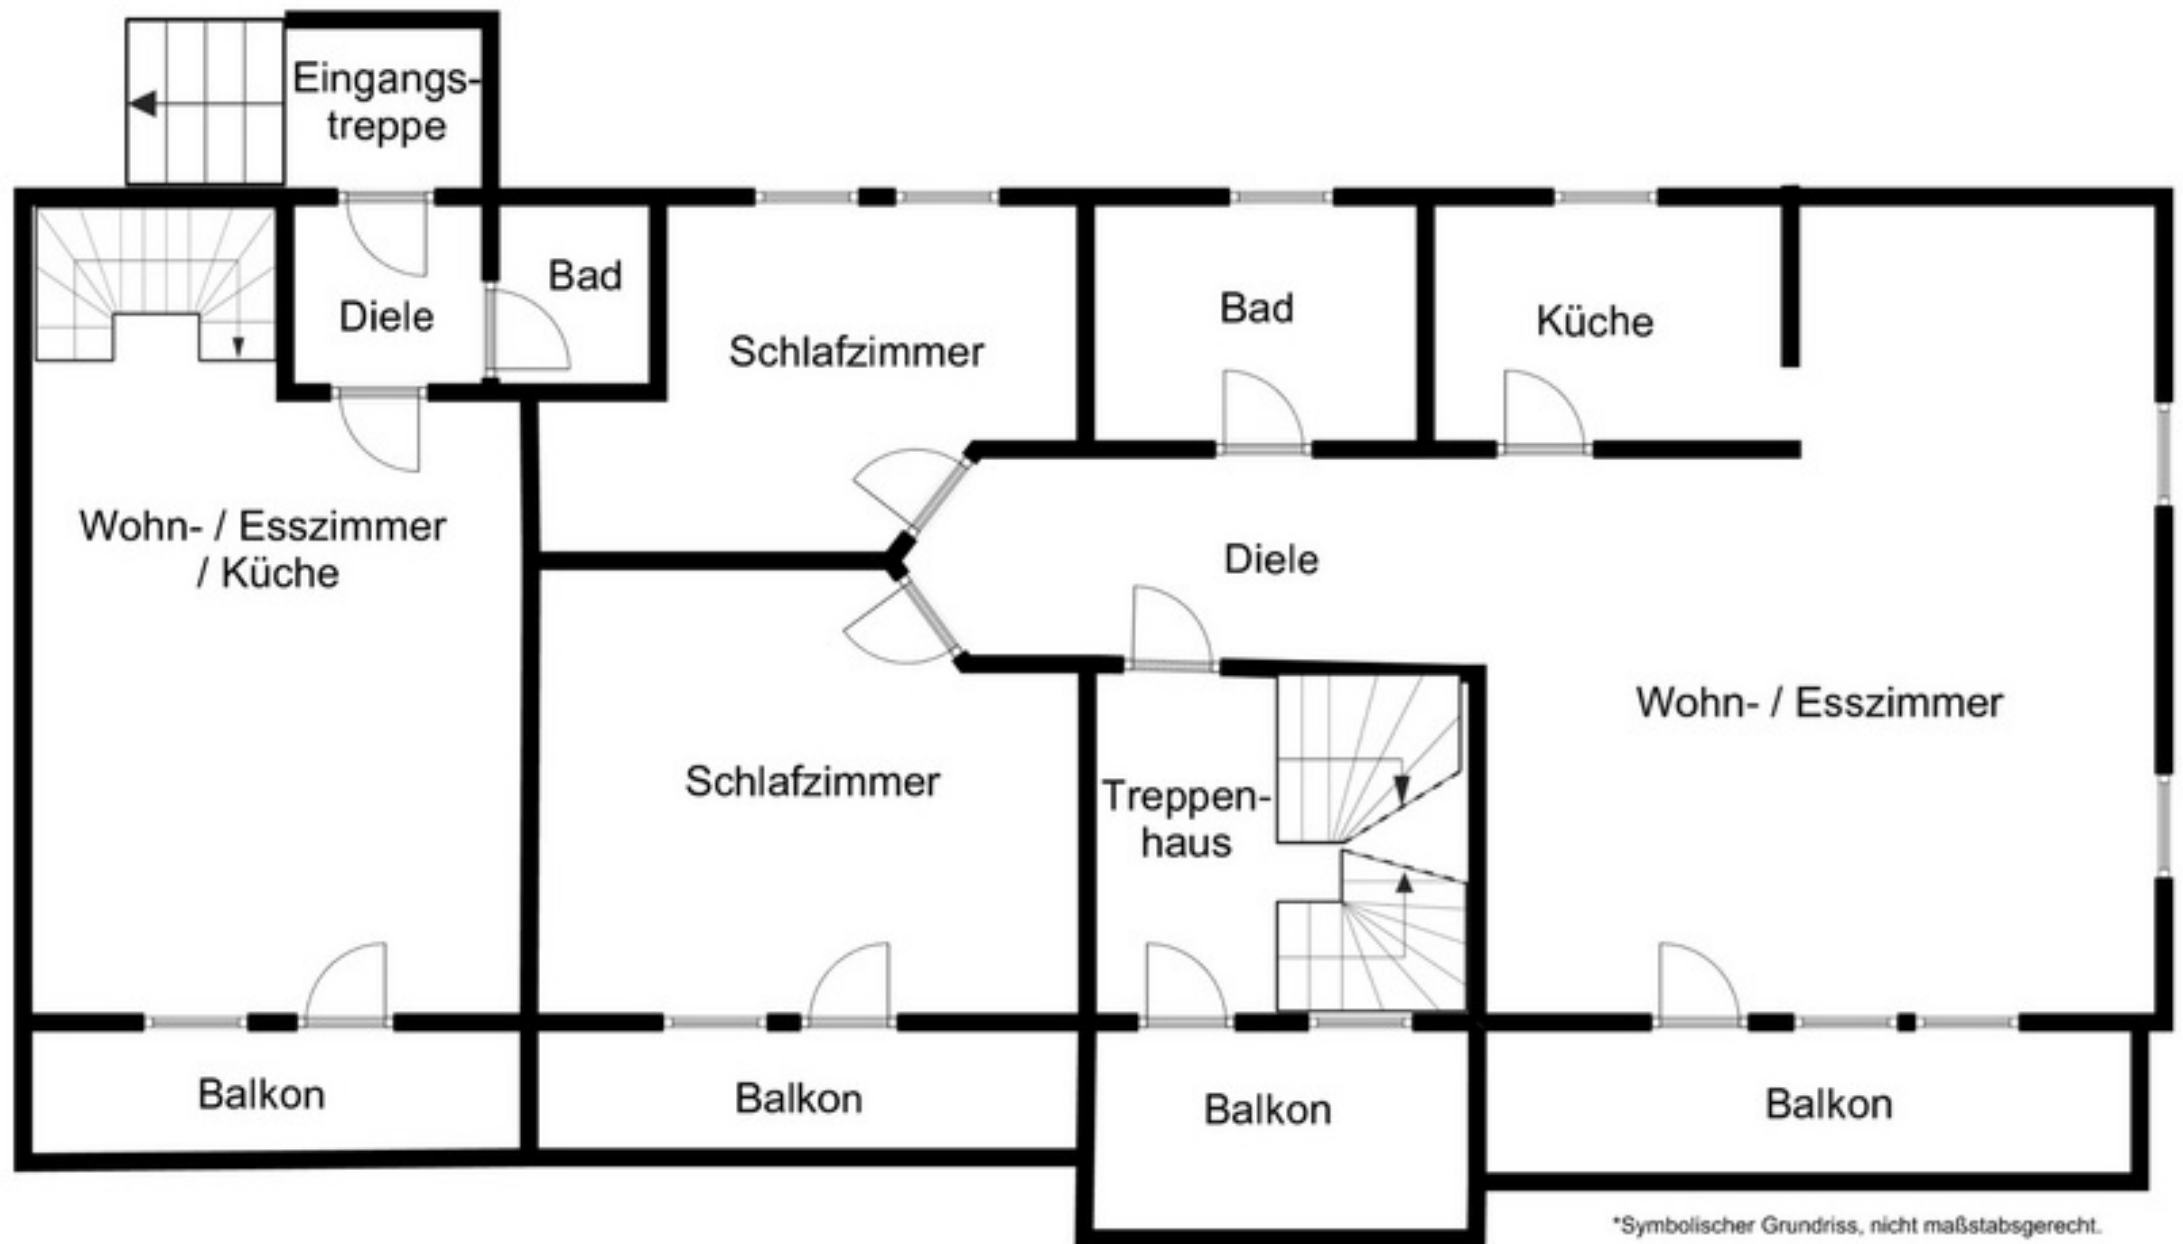 Eingangs-
treppe
Bad
Diele
Bad
Küche
Schlafzimmer
Wohn- / Esszimmer
/ Küche
Diele
Wohn- / Esszimmer
Schlafzimmer
Treppen-
haus
Balkon
Balkon
Balkon
Balkon
*Symbolischer Grundriss, nicht maßstabsgerecht.